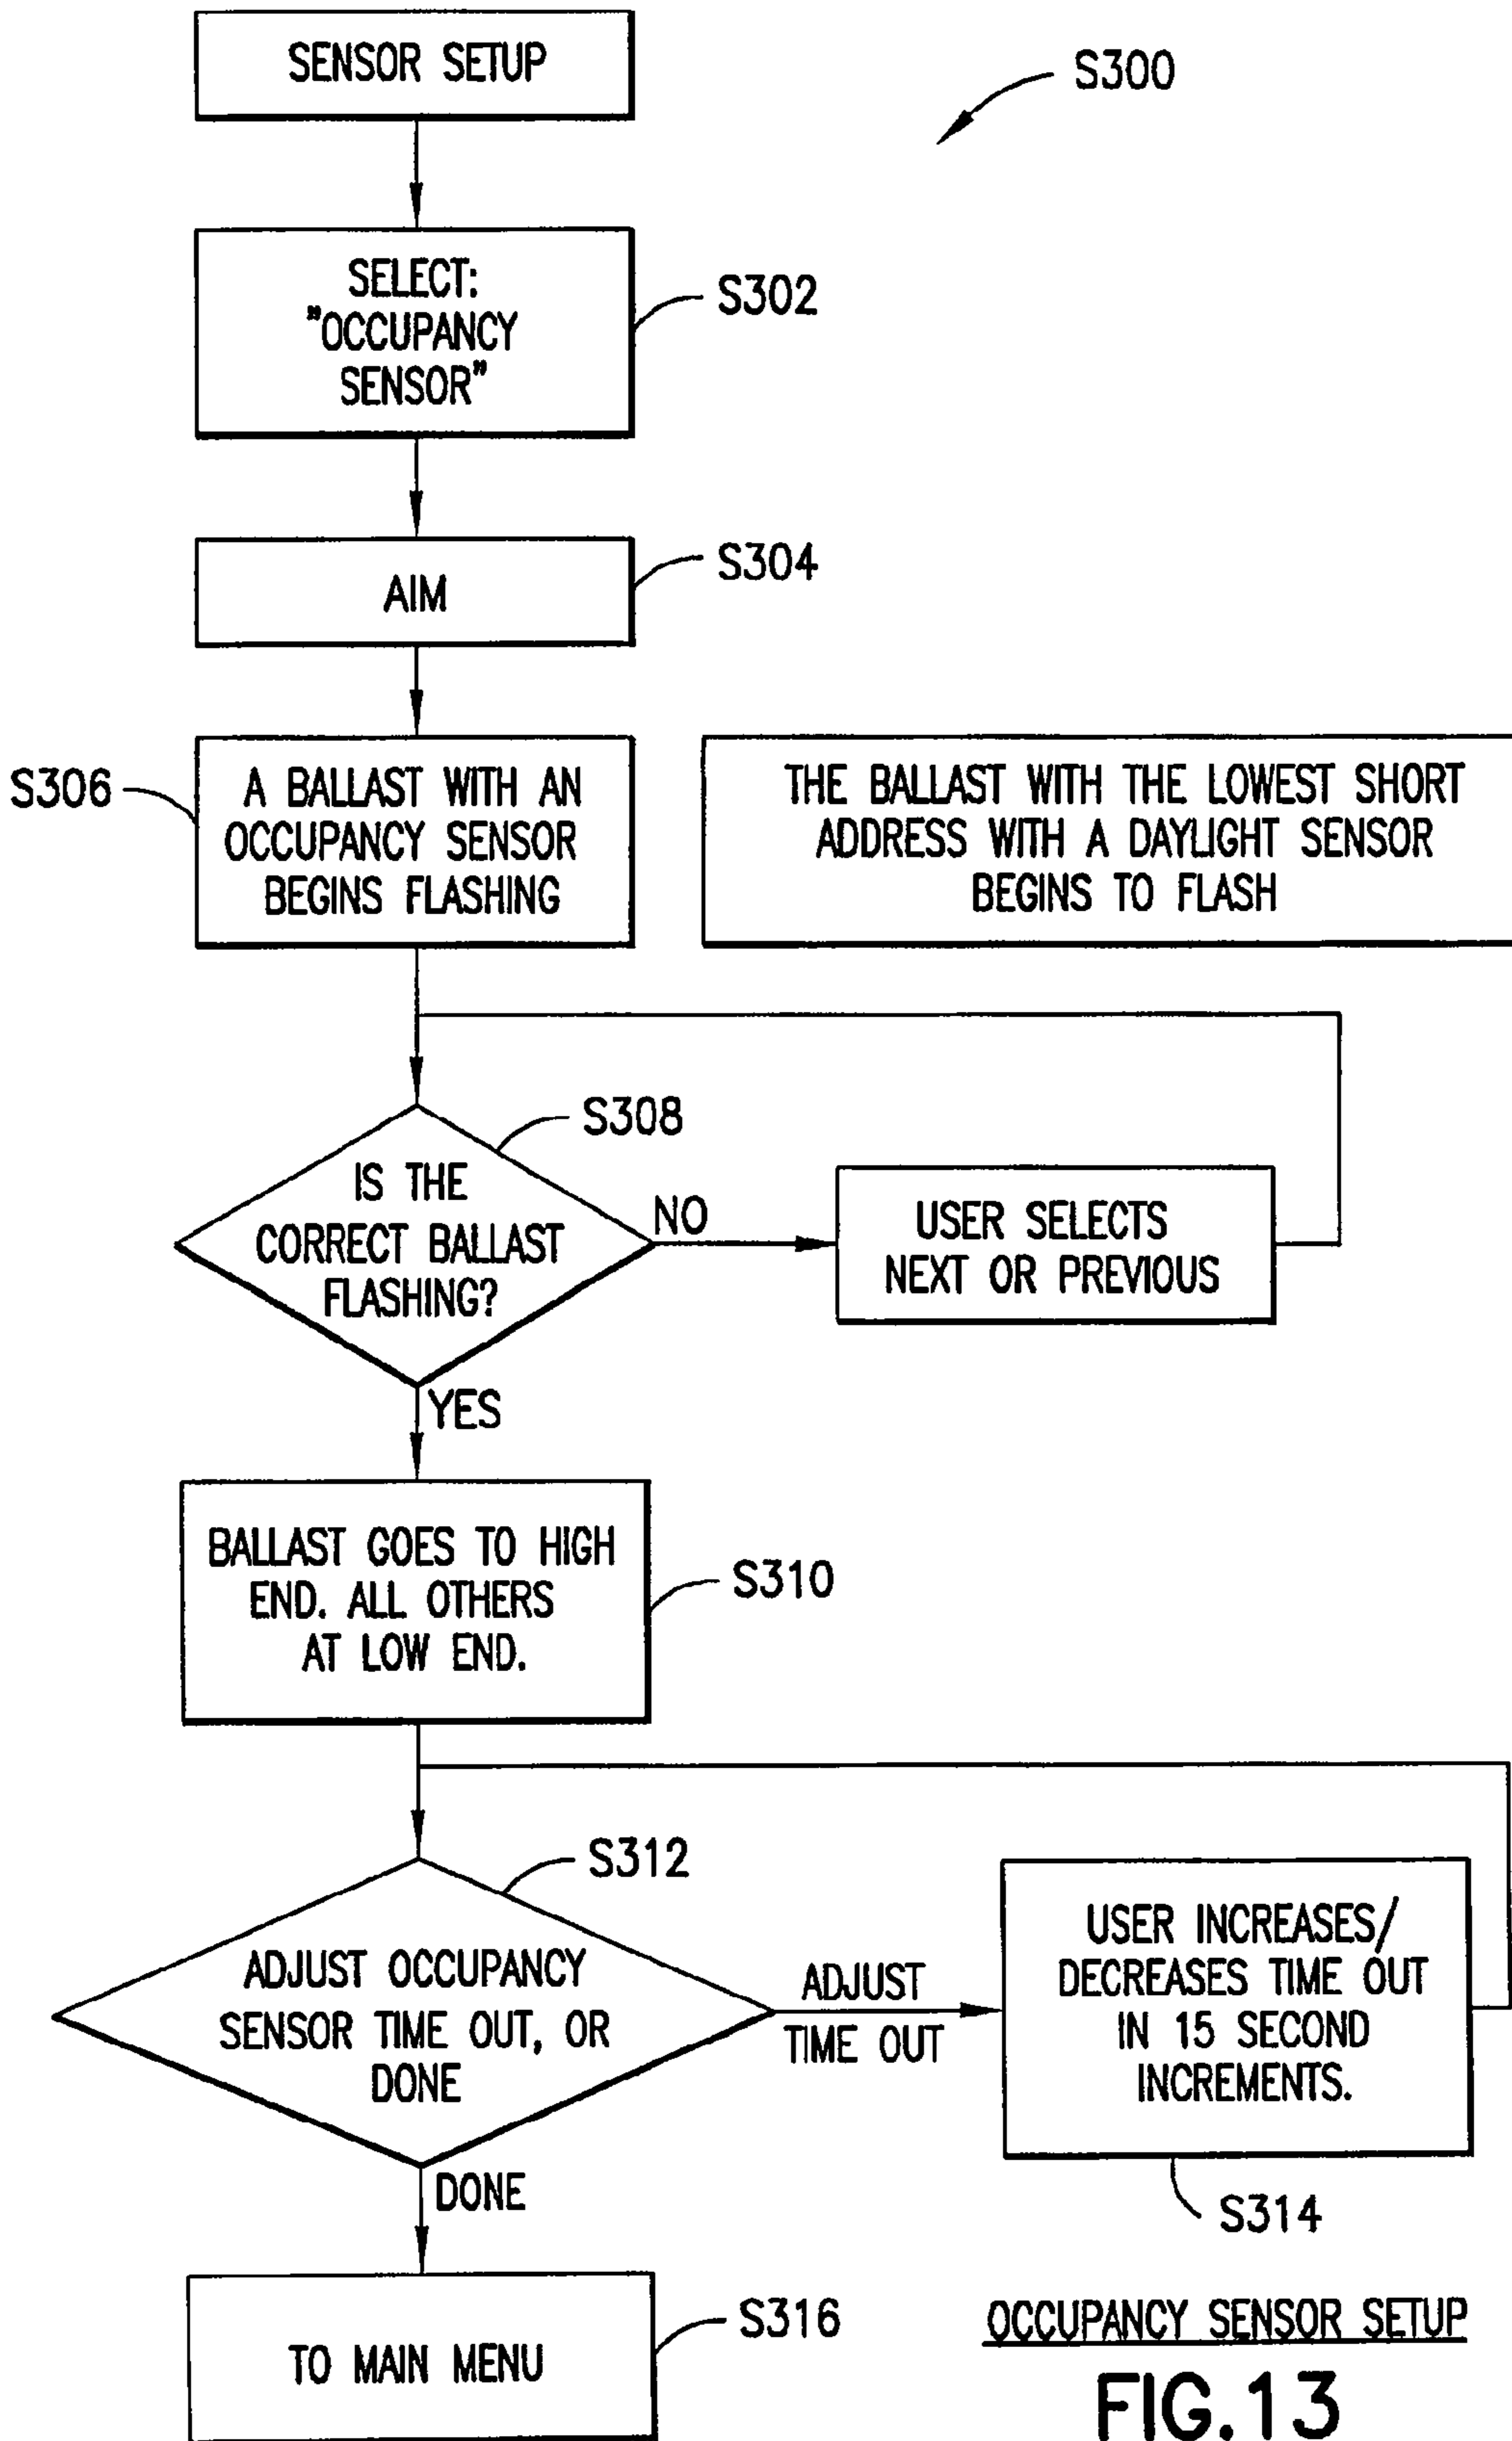 SENSOR SETUP
S300
SELECT:
"OCCUPANCY
SENSOR"
S302
AIM
S304
S306
A BALLAST WITH AN
OCCUPANCY SENSOR
BEGINS FLASHING
THE BALLAST WITH THE LOWEST SHORT
ADDRESS WITH A DAYLIGHT SENSOR
BEGINS TO FLASH
S308
IS THE
CORRECT BALLAST
FLASHING?
NO
USER SELECTS
NEXT OR PREVIOUS
YES
BALLAST GOES TO HIGH
END. ALL OTHERS
AT LOW END.
S310
S312
ADJUST OCCUPANCY
SENSOR TIME OUT, OR
DONE
ADJUST
TIME OUT
USER INCREASES/
DECREASES TIME OUT
IN 15 SECOND
INCREMENTS.
S314
DONE
TO MAIN MENU
S316
OCCUPANCY SENSOR SETUP
FIG.13